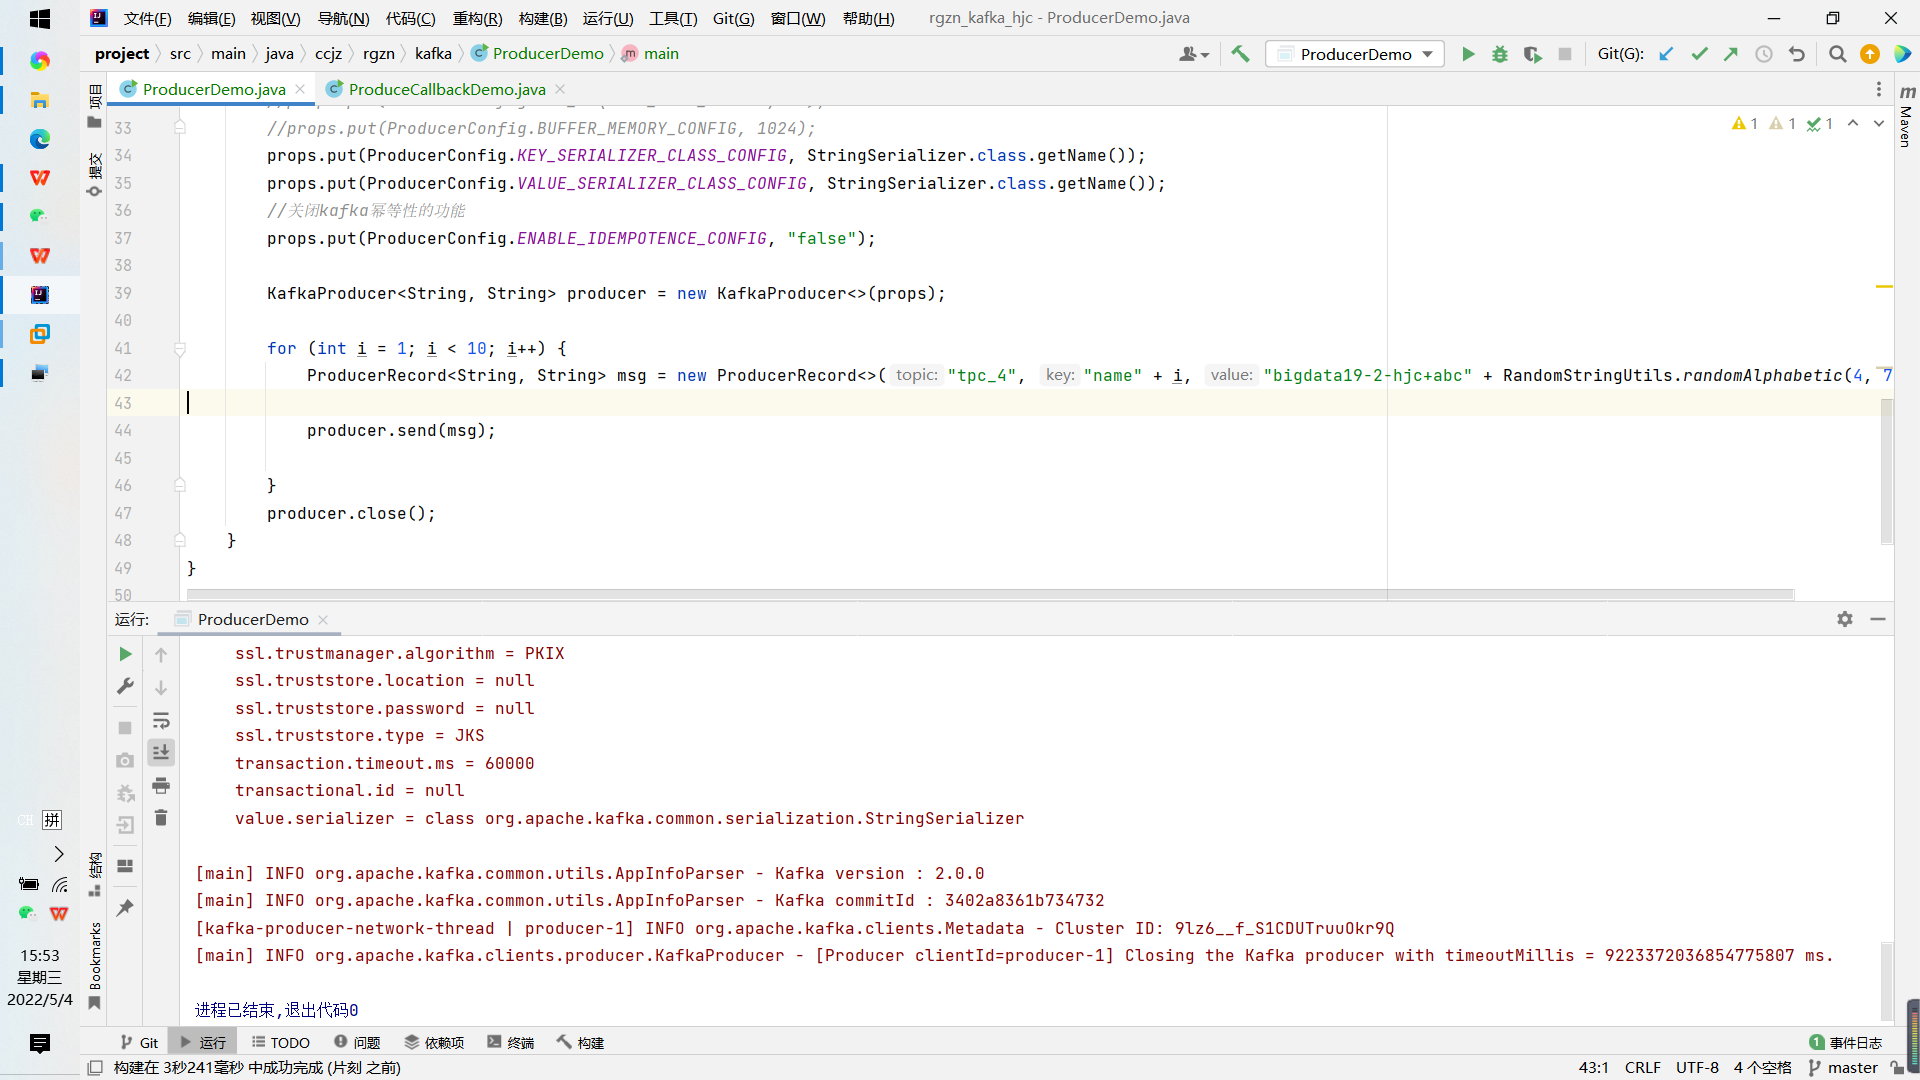 文件(F) 编辑(E) 视图(V) 导航(N) 代码(C) 重构(R) 构建(B) 运行(U) 工具(T) Git(G) 窗口(W) 帮助(H) rgzn_kafka_hjc - ProducerDemo.java
project src main java ccjz rgzn kafka ProducerDemo main ProducerDemo Git(G):
ProducerDemo.java ProduceCallbackDemo.java
项目
提交
Maven
1 1 1
33 //props.put(ProducerConfig.BUFFER_MEMORY_CONFIG, 1024);
34 props.put(ProducerConfig.KEY_SERIALIZER_CLASS_CONFIG, StringSerializer.class.getName());
35 props.put(ProducerConfig.VALUE_SERIALIZER_CLASS_CONFIG, StringSerializer.class.getName());
36 //关闭kafka幂等性的功能
37 props.put(ProducerConfig.ENABLE_IDEMPOTENCE_CONFIG, "false");
38
39 KafkaProducer<String, String> producer = new KafkaProducer<>(props);
40
41 for (int i = 1; i < 10; i++) {
42 ProducerRecord<String, String> msg = new ProducerRecord<>( topic: "tpc_4", key: "name" + i, value: "bigdata19-2-hjc+abc" + RandomStringUtils.randomAlphabetic(4, 7
43
44 producer.send(msg);
45
46 }
47 producer.close();
48 }
49 }
50
运行: ProducerDemo
ssl.trustmanager.algorithm = PKIX
ssl.truststore.location = null
ssl.truststore.password = null
ssl.truststore.type = JKS
transaction.timeout.ms = 60000
transactional.id = null
value.serializer = class org.apache.kafka.common.serialization.StringSerializer
[main] INFO org.apache.kafka.common.utils.AppInfoParser - Kafka version : 2.0.0
[main] INFO org.apache.kafka.common.utils.AppInfoParser - Kafka commitId : 3402a8361b734732
[kafka-producer-network-thread | producer-1] INFO org.apache.kafka.clients.Metadata - Cluster ID: 9lz6__f_S1CDUTruuOkr9Q
[main] INFO org.apache.kafka.clients.producer.KafkaProducer - [Producer clientId=producer-1] Closing the Kafka producer with timeoutMillis = 9223372036854775807 ms.
进程已结束,退出代码0
结构
Bookmarks
CH 拼
15:53
星期三
2022/5/4
Git 运行 TODO 问题 依赖项 终端 构建 1 事件日志
构建在 3秒241毫秒 中成功完成 (片刻 之前) 43:1 CRLF UTF-8 4 个空格 master